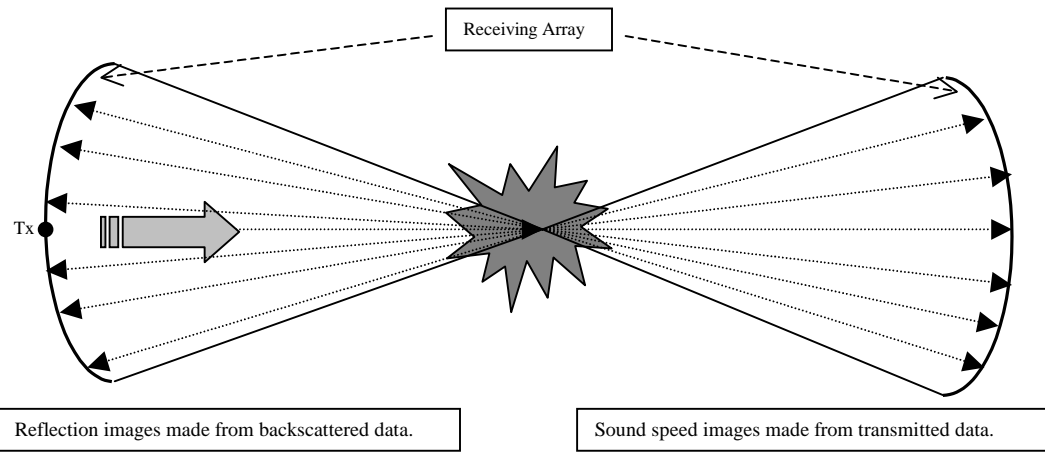 Receiving Array
Tx
Reflection images made from backscattered data.
Sound speed images made from transmitted data.